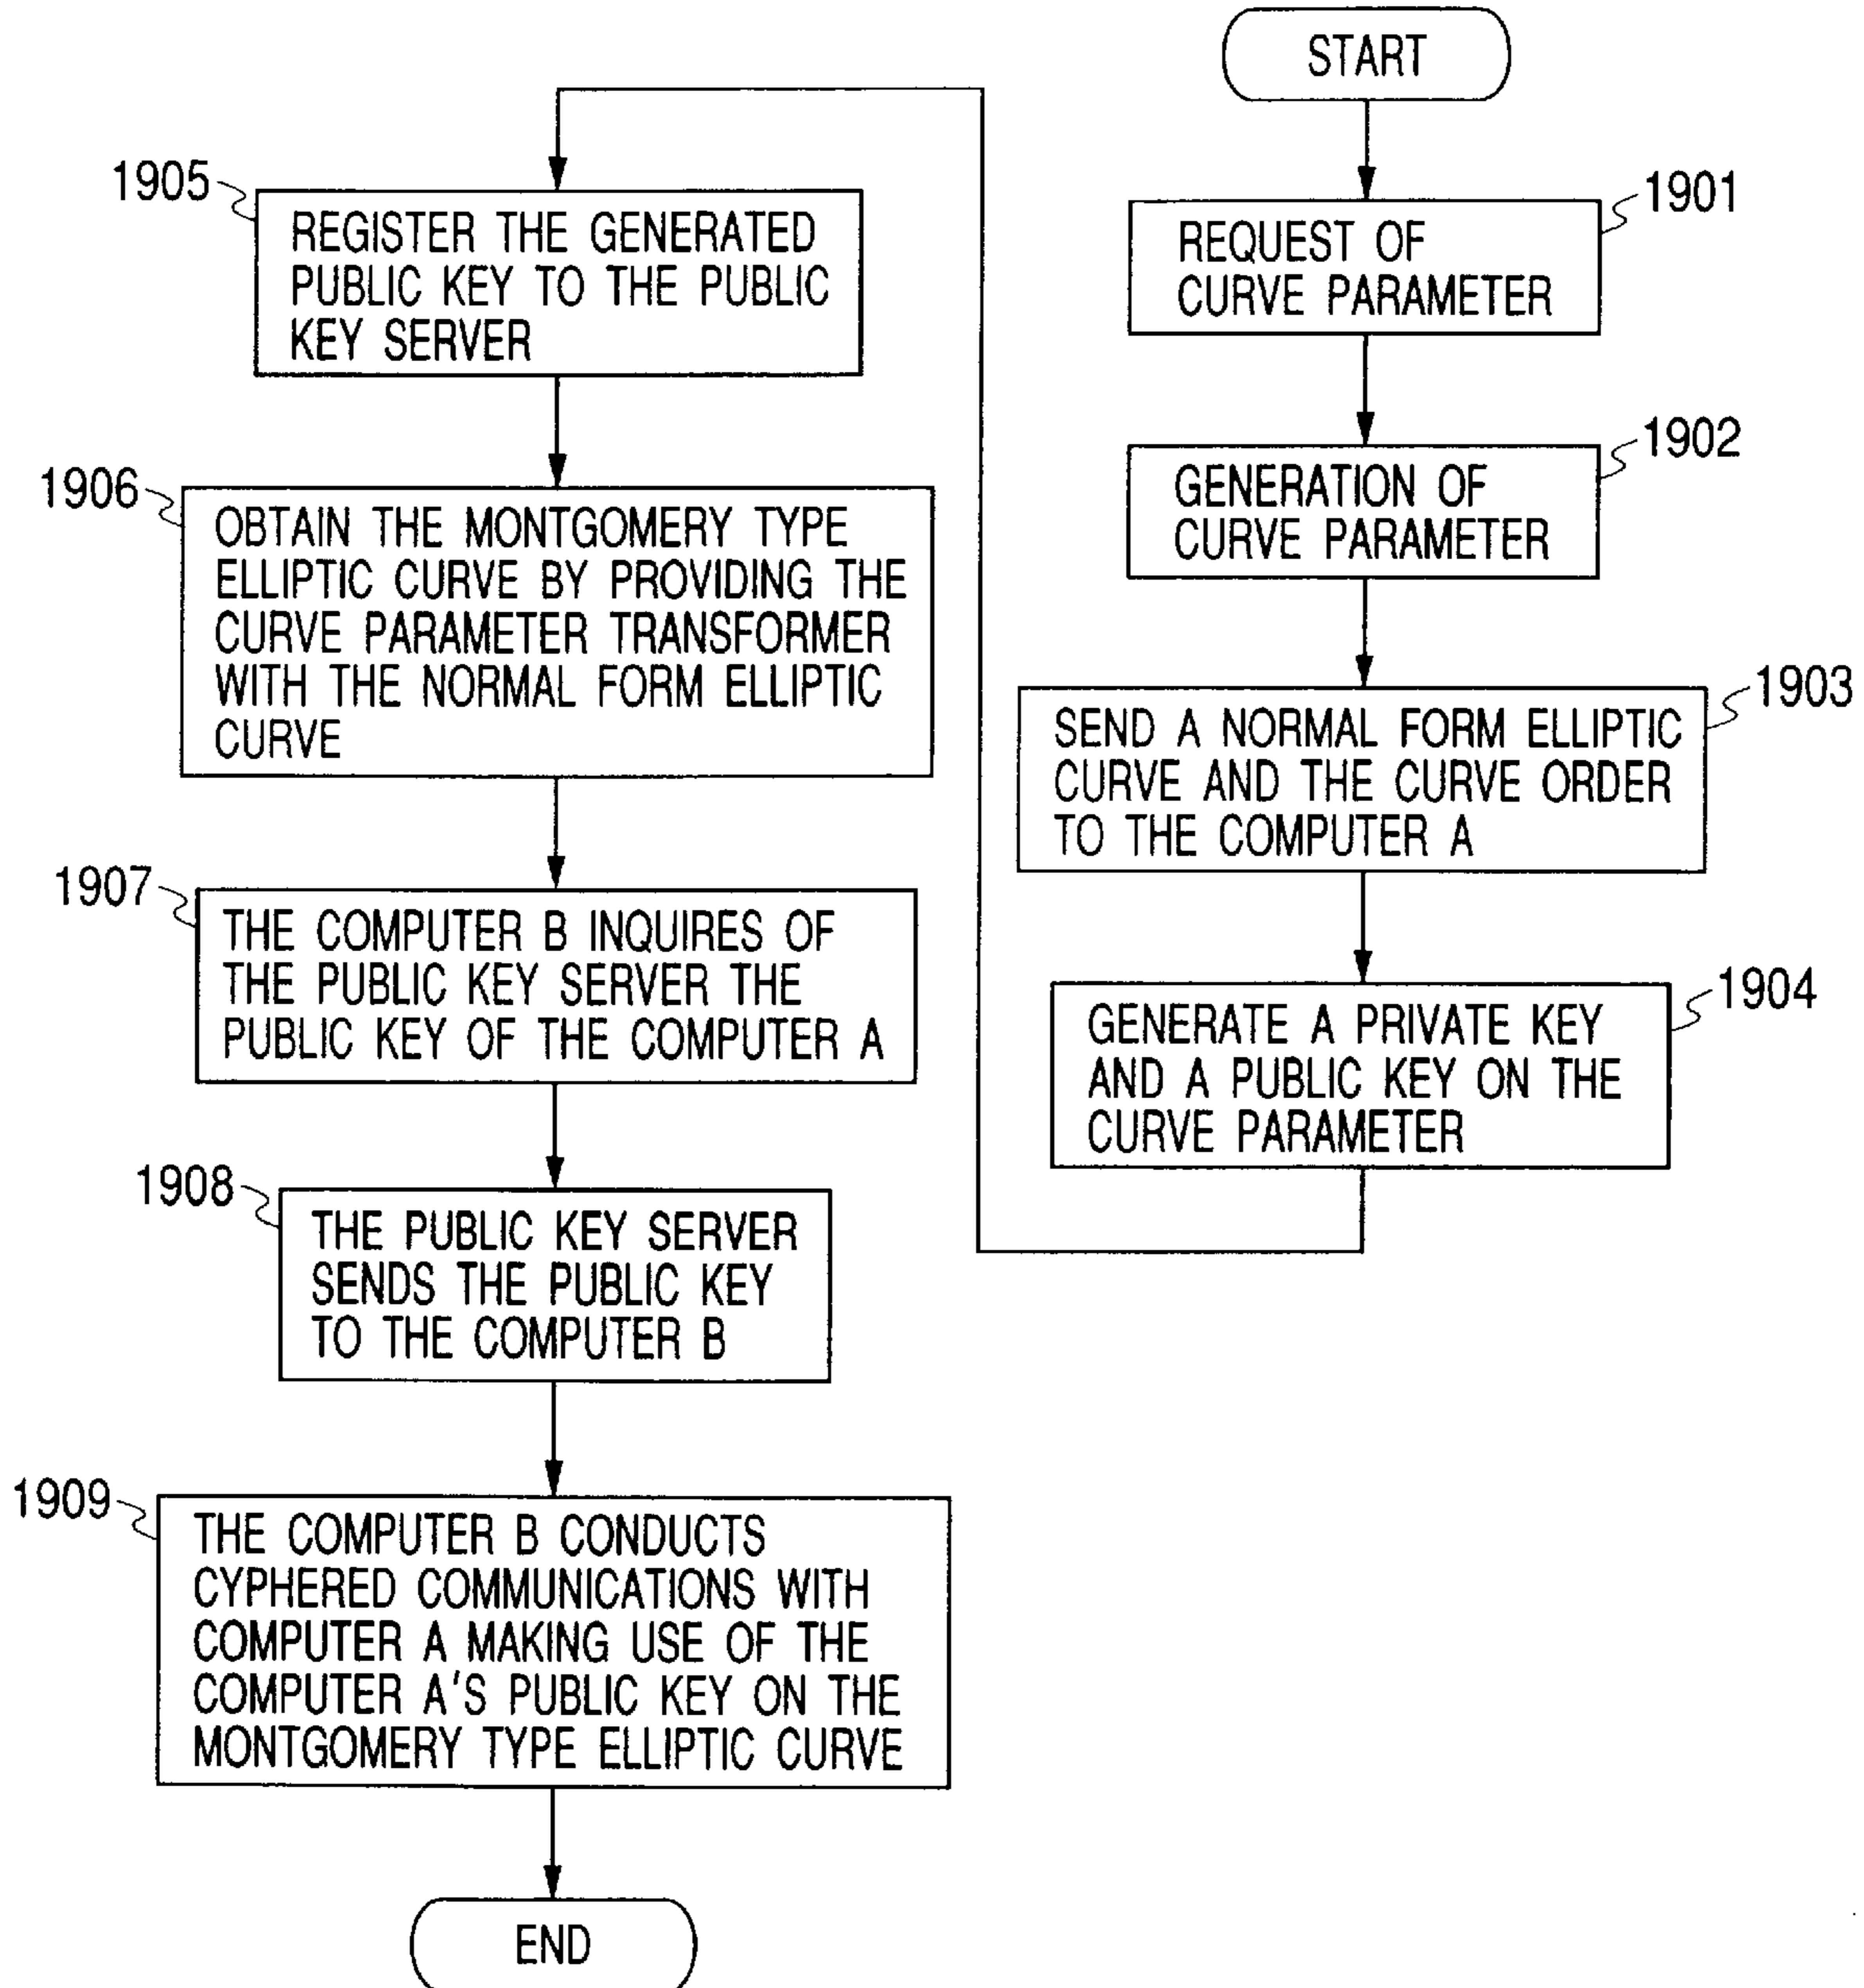 START
1901
REQUEST OF
CURVE PARAMETER
1902
GENERATION OF
CURVE PARAMETER
1903
SEND A NORMAL FORM ELLIPTIC
CURVE AND THE CURVE ORDER
TO THE COMPUTER A
1904
GENERATE A PRIVATE KEY
AND A PUBLIC KEY ON THE
CURVE PARAMETER
1905
REGISTER THE GENERATED
PUBLIC KEY TO THE PUBLIC
KEY SERVER
1906
OBTAIN THE MONTGOMERY TYPE
ELLIPTIC CURVE BY PROVIDING THE
CURVE PARAMETER TRANSFORMER
WITH THE NORMAL FORM ELLIPTIC
CURVE
1907
THE COMPUTER B INQUIRES OF
THE PUBLIC KEY SERVER THE
PUBLIC KEY OF THE COMPUTER A
1908
THE PUBLIC KEY SERVER
SENDS THE PUBLIC KEY
TO THE COMPUTER B
1909
THE COMPUTER B CONDUCTS
CYPHERED COMMUNICATIONS WITH
COMPUTER A MAKING USE OF THE
COMPUTER A'S PUBLIC KEY ON THE
MONTGOMERY TYPE ELLIPTIC CURVE
END